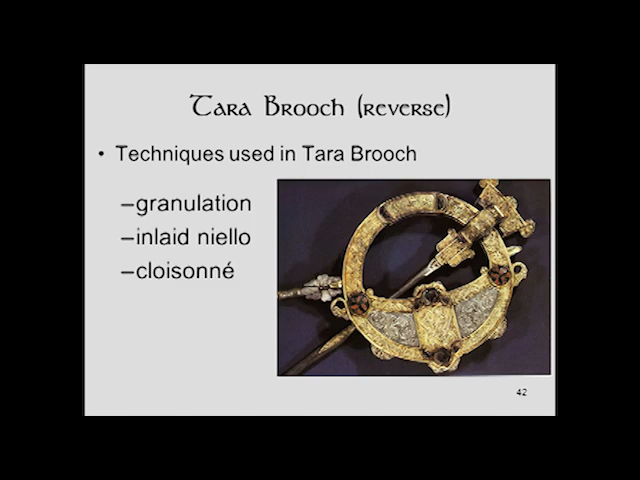 Tara Brooch (reverse)
• Techniques used in Tara Brooch
–granulation
–inlaid niello
–cloisonné
42